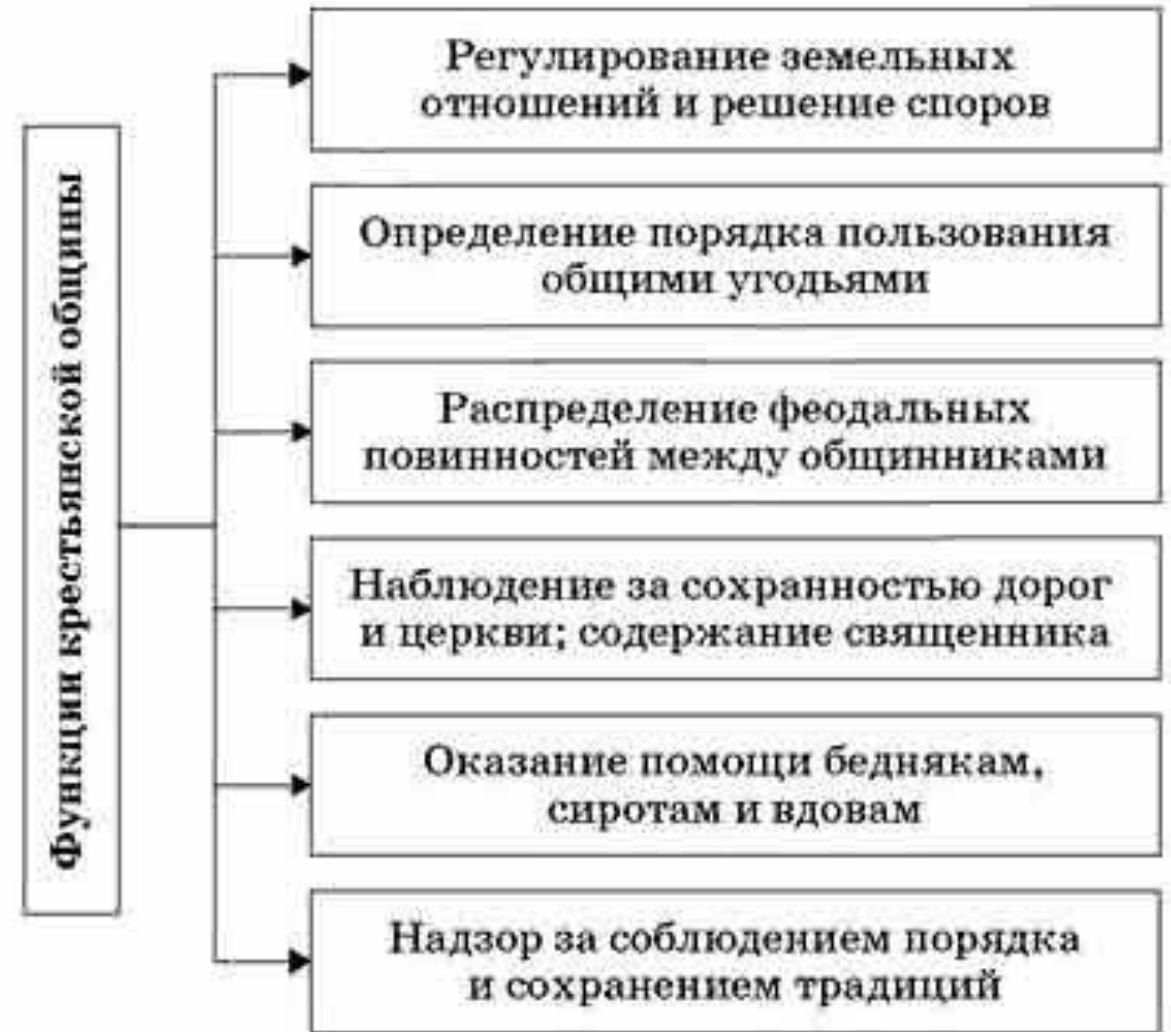 Функции крестьянской общины
Регулирование земельных
отношений и решение споров
Определение порядка пользования
общими угодьями
Распределение феодальных
повинностей между общинниками
Наблюдение за сохранностью дорог
и церкви; содержание священника
Оказание помощи беднякам,
сиротам и вдовам
Надзор за соблюдением порядка
и сохранением традиций